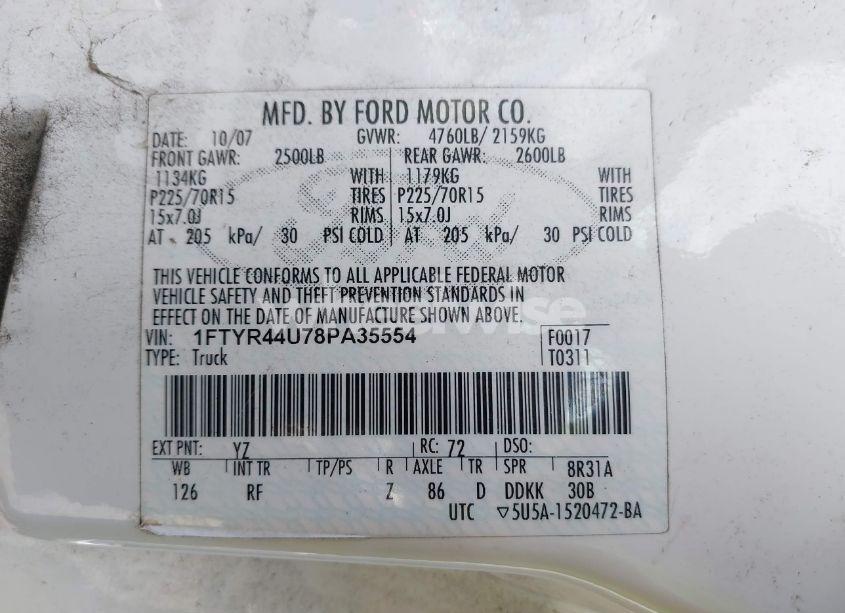 MFD. BY FORD MOTOR CO.
DATE: 10/07 GVWR: 4760LB/ 2159KG
FRONT GAWR: 2500LB REAR GAWR: 2600LB
1134KG WITH 1179KG WITH
P225/70R15 TIRES P225/70R15 TIRES
15x7.0J RIMS 15x7.0J RIMS
AT 205 kPa/ 30 PSI COLD AT 205 kPa/ 30 PSI COLD
THIS VEHICLE CONFORMS TO ALL APPLICABLE FEDERAL MOTOR
VEHICLE SAFETY AND THEFT PREVENTION STANDARDS IN
EFFECT ON THE DATE OF MANUFACTURE SHOWN ABOVE.
VIN: 1FTYR44U78PA35554 F0017
TYPE: Truck T0311
EXT PNT: YZ RC: 72 DSO:
WB INT TR TP/PS R AXLE TR SPR 8R31A
126 RF Z 86 D DDKK 30B
UTC ▽5U5A-1520472-BA